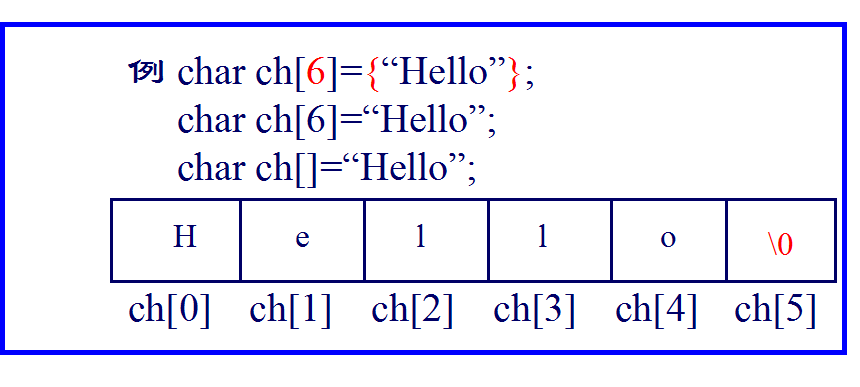 例 char ch[6]={“Hello”};
char ch[6]=“Hello”;
char ch[]=“Hello”;
H e l l o \0
ch[0] ch[1] ch[2] ch[3] ch[4] ch[5]